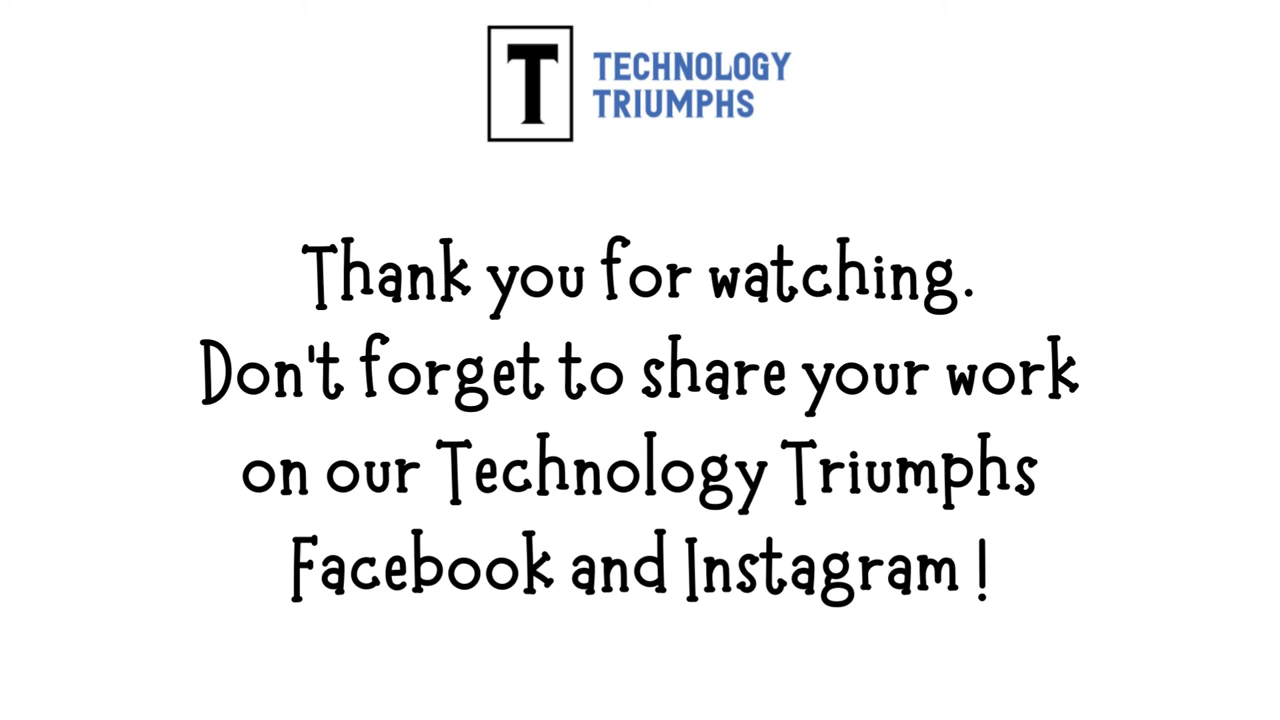 T
TECHNOLOGY
TRIUMPHS
Thank you for watching.
Don't forget to share your work
on our Technology Triumphs
Facebook and Instagram !